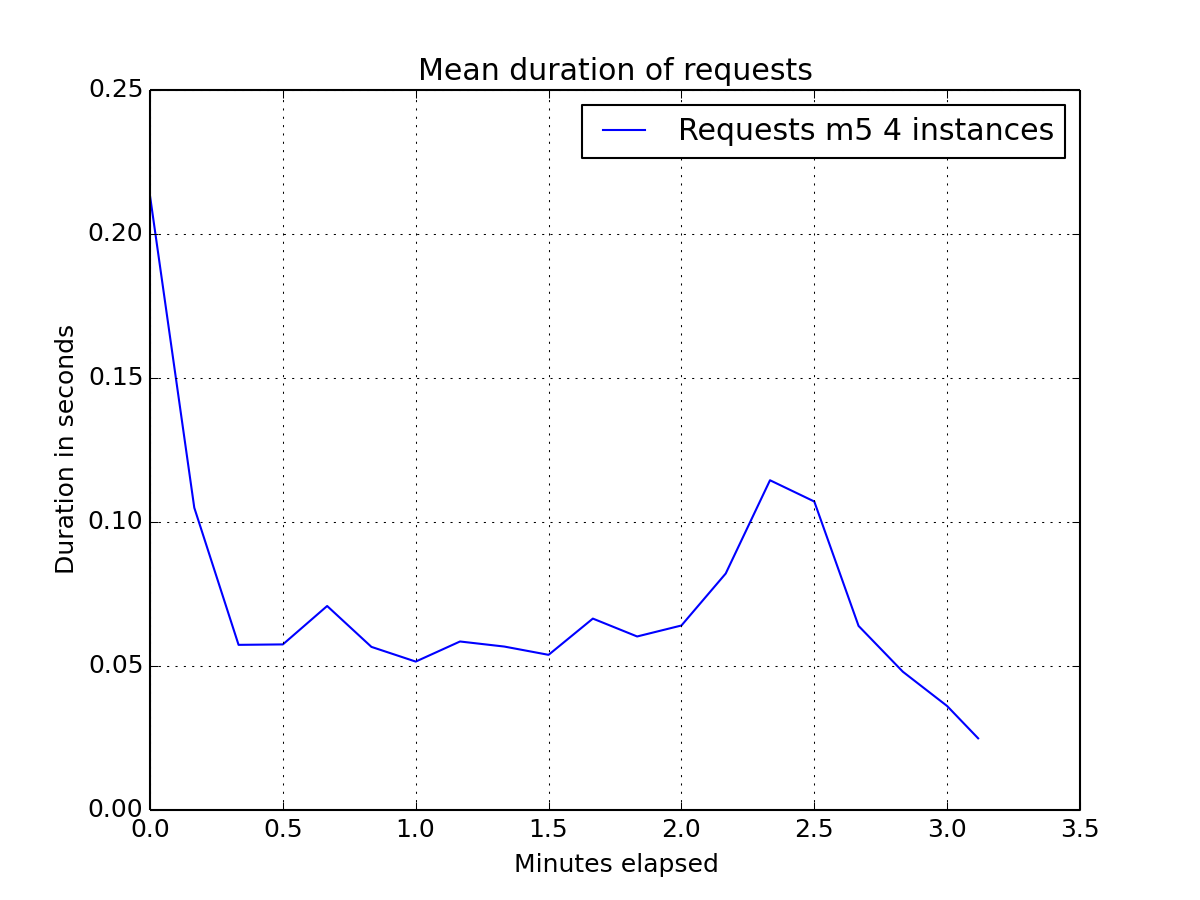 Mean duration of requests
Requests m5 4 instances
0.25
0.20
0.15
0.10
0.05
0.00
Duration in seconds
0.0 0.5 1.0 1.5 2.0 2.5 3.0 3.5
Minutes elapsed